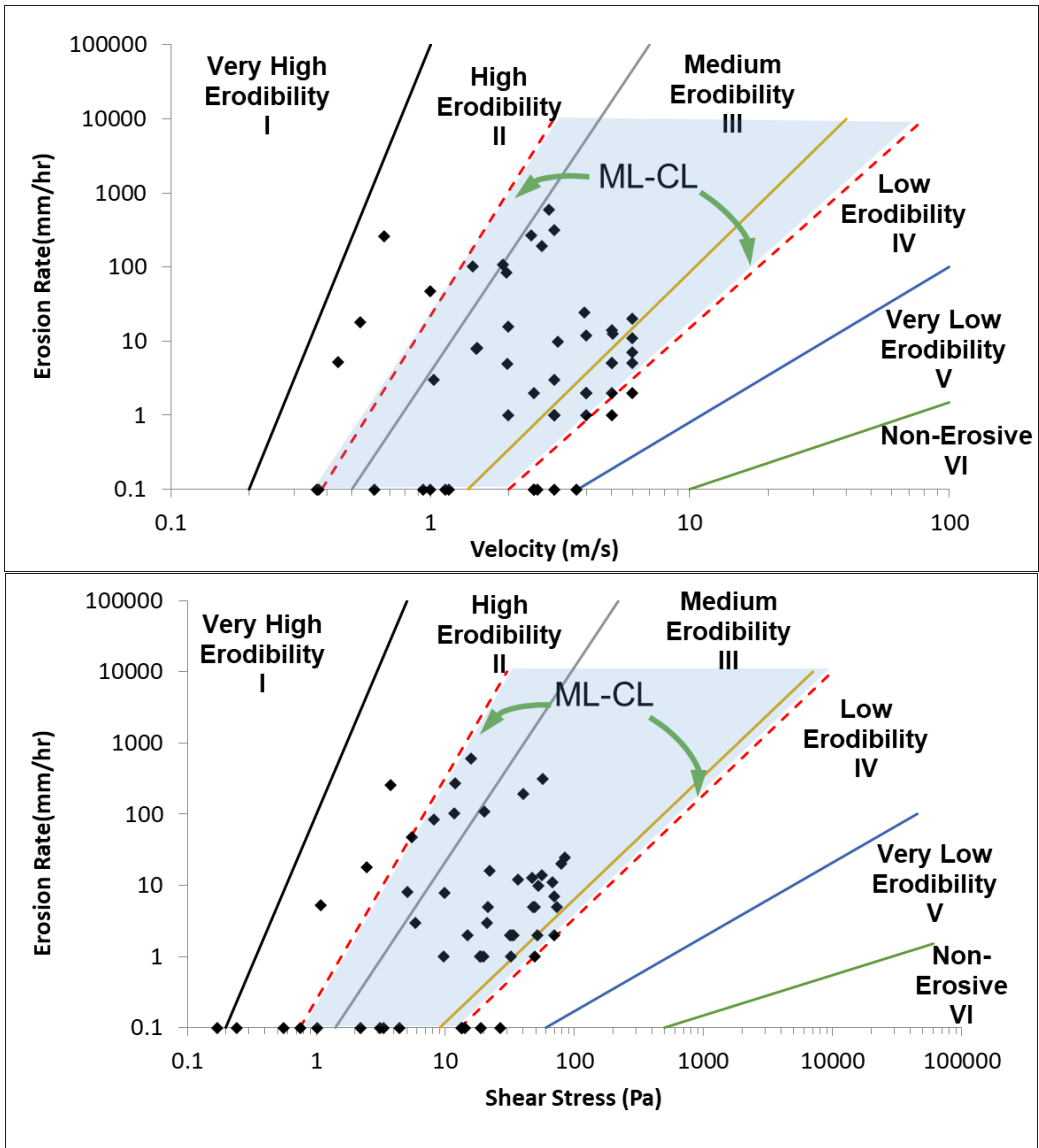 100000
10000
1000
100
10
1
0.1
Erosion Rate(mm/hr)
Very High
Erodibility
I
High
Erodibility
II
Medium
Erodibility
III
ML-CL
Low
Erodibility
IV
Very Low
Erodibility
V
Non-Erosive
VI
0.1 1 10 100
Velocity (m/s)
100000
10000
1000
100
10
1
0.1
Erosion Rate(mm/hr)
Very High
Erodibility
I
High
Erodibility
II
Medium
Erodibility
III
ML-CL
Low
Erodibility
IV
Very Low
Erodibility
V
Non-
Erosive
VI
0.1 1 10 100 1000 10000 100000
Shear Stress (Pa)